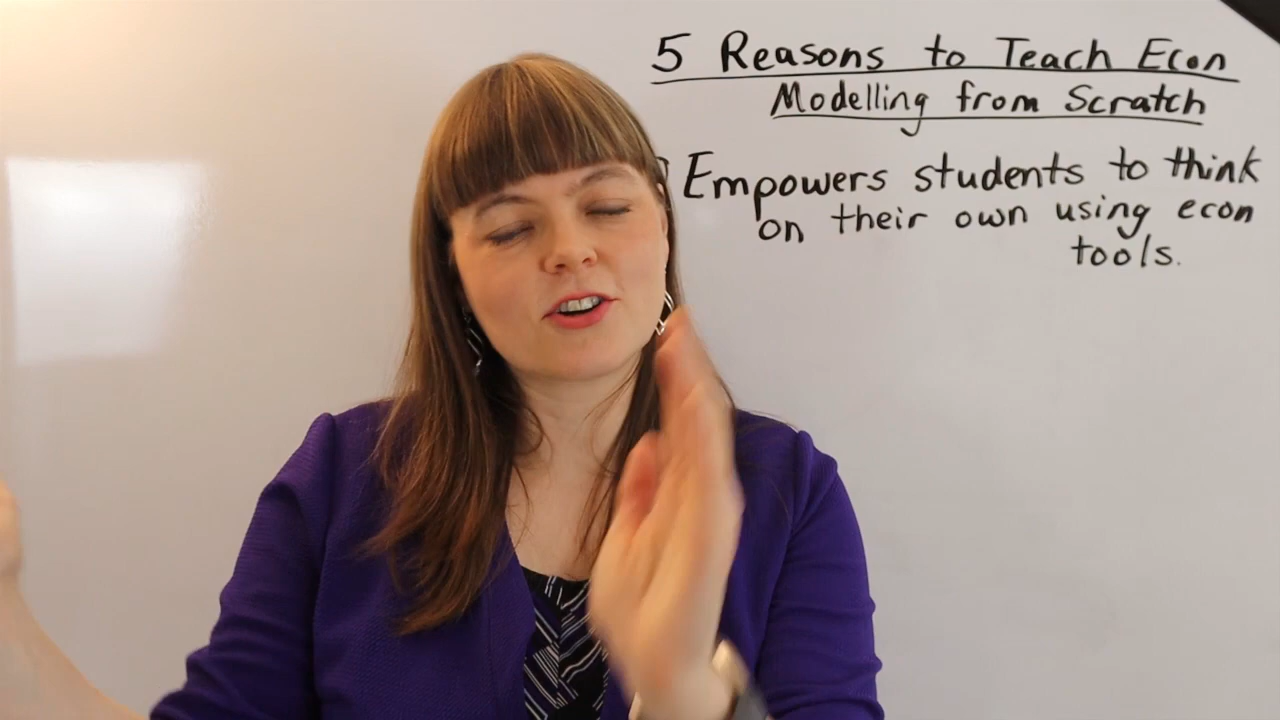 5 Reasons to Teach Econ
Modelling from Scratch
Empowers students to think
on their own using econ
tools.